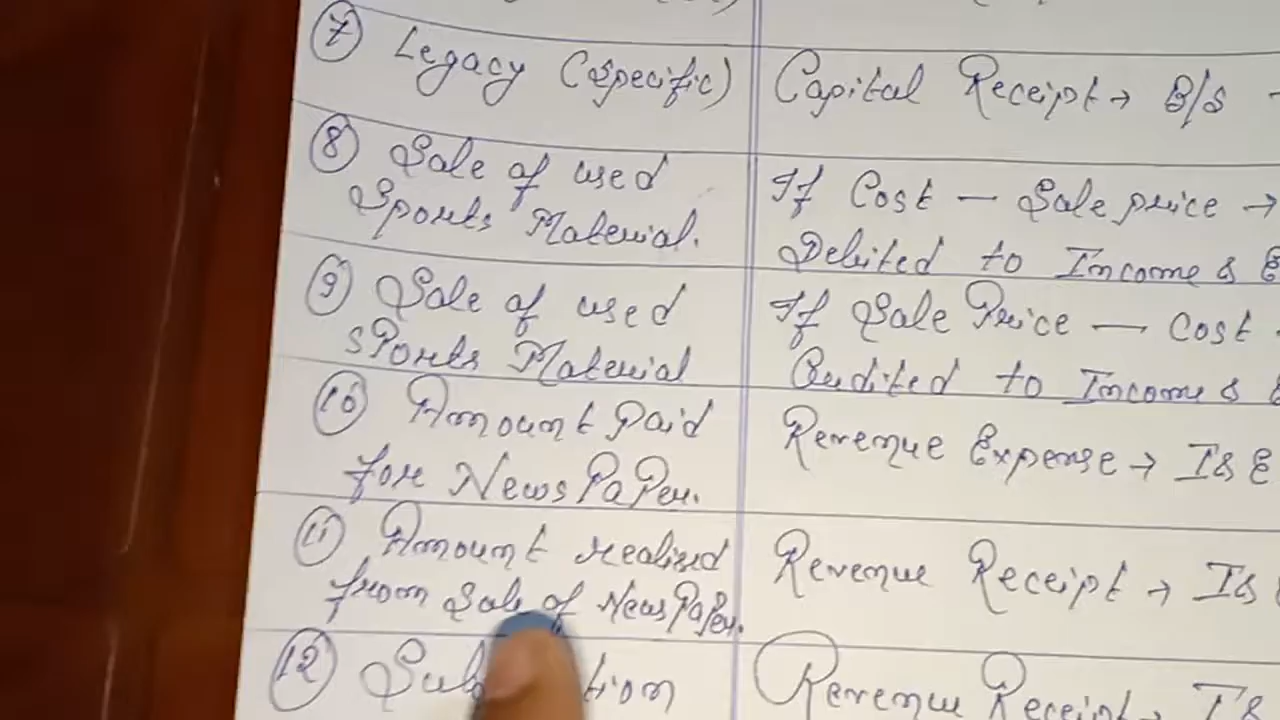 ⑦ Legacy (Specific) Capital Receipt → B/S
⑧ Sale of used If Cost — Sale price →
Sports Material. Debited to Income &
⑨ Sale of used If Sale Price — Cost
sPorts Material Credited to Income &
⑩ Amount Paid Revenue Expense → I & E
for News PaPer.
⑪ Amount realised Revenue Receipt → I &
from Sale of News PaPer.
⑫ Revenue Receipt → I &